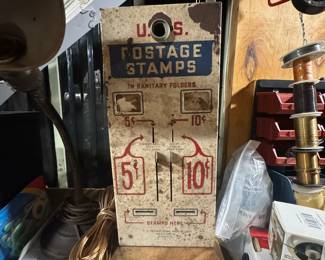 U. S.
POSTAGE
STAMPS
IN SANITARY FOLDERS
5¢ 10¢
5¢ 10¢
STAMPS HERE